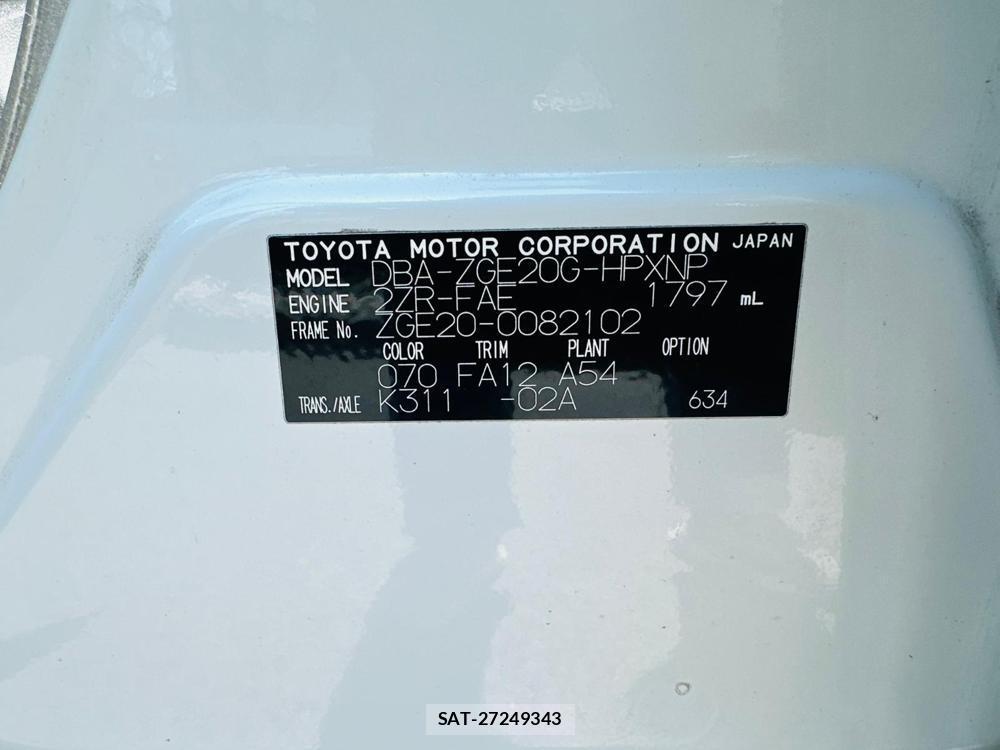 TOYOTA MOTOR CORPORATION JAPAN
MODEL DBA-ZGE20G-HPXNP
ENGINE 2ZR-FAE 1797 mL
FRAME No. ZGE20-0082102
COLOR TRIM PLANT OPTION
070 FA12 A54
TRANS./AXLE K311 -02A 634
SAT-27249343